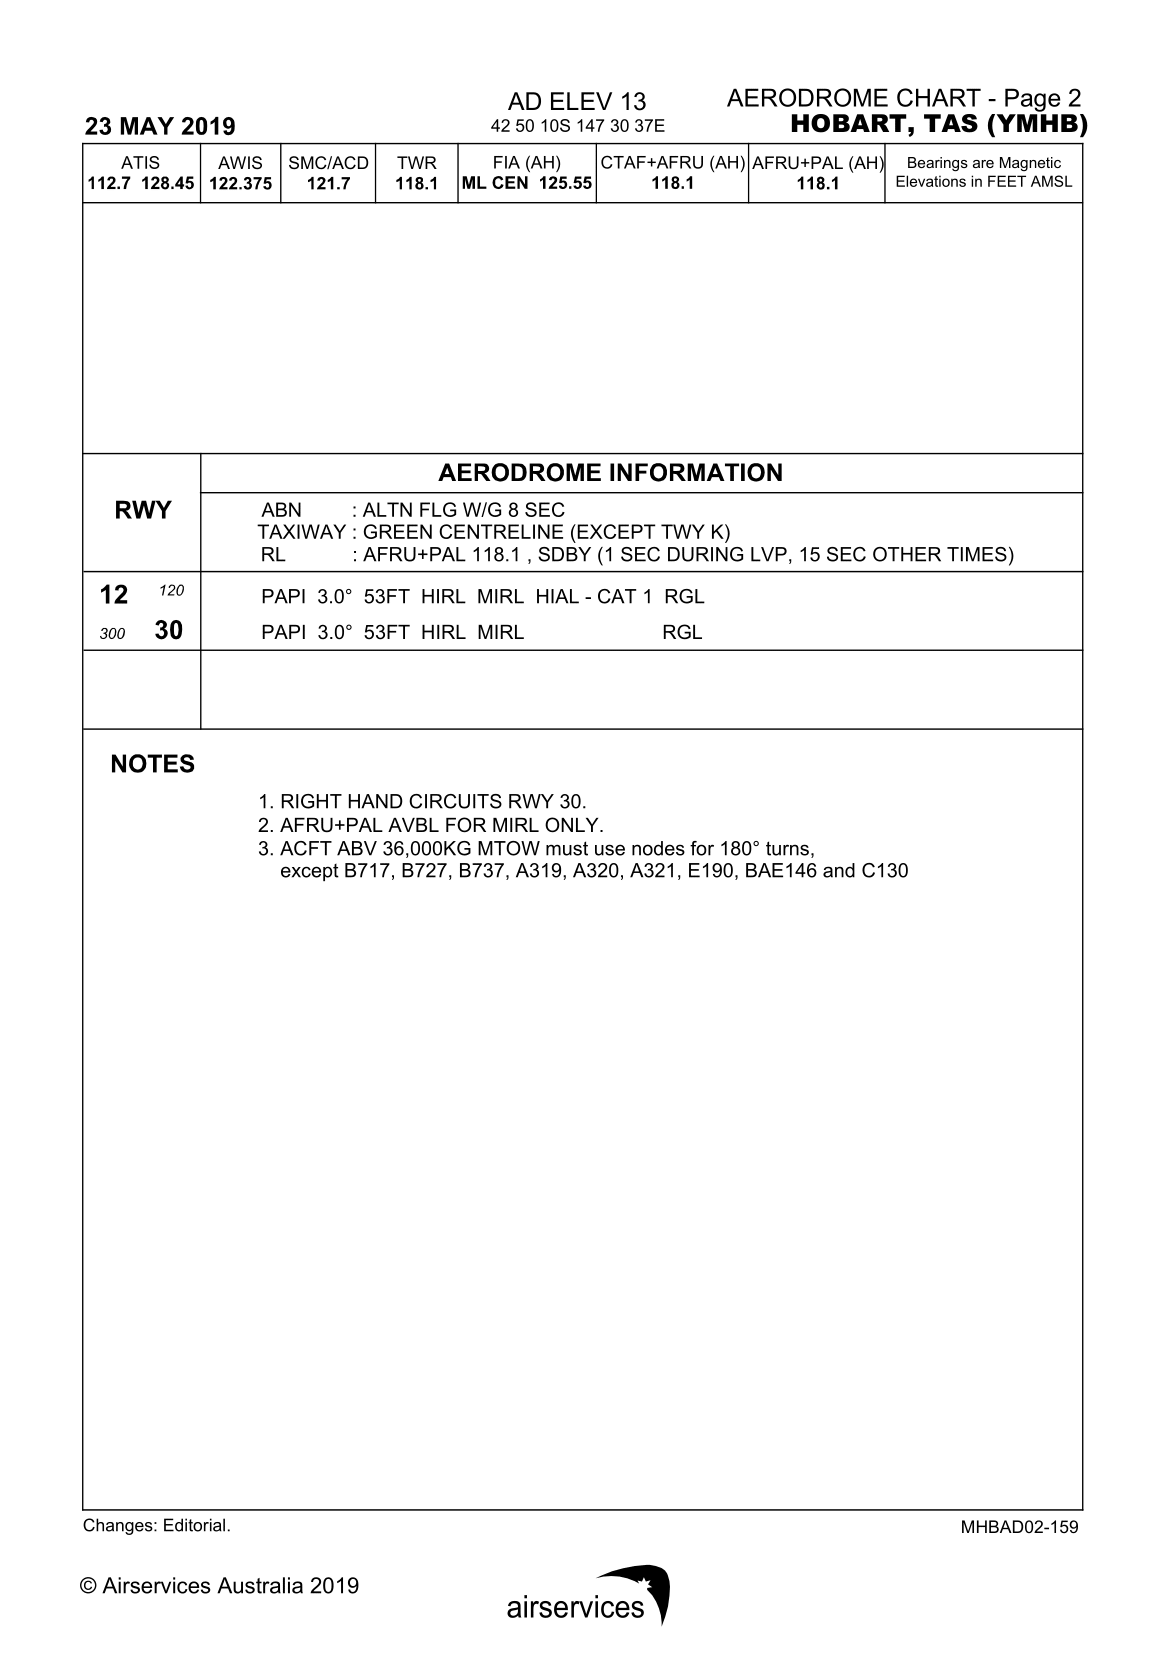 AD ELEV 13
AERODROME CHART - Page 2
23 MAY 2019
42 50 10S 147 30 37E
HOBART, TAS (YMHB)
ATIS AWIS SMC/ACD TWR FIA (AH) CTAF+AFRU (AH) AFRU+PAL (AH) Bearings are Magnetic
112.7 128.45 122.375 121.7 118.1 ML CEN 125.55 118.1 118.1 Elevations in FEET AMSL
AERODROME INFORMATION
RWY
ABN : ALTN FLG W/G 8 SEC
TAXIWAY : GREEN CENTRELINE (EXCEPT TWY K)
RL : AFRU+PAL 118.1 , SDBY (1 SEC DURING LVP, 15 SEC OTHER TIMES)
12 120 PAPI 3.0° 53FT HIRL MIRL HIAL - CAT 1 RGL
300 30 PAPI 3.0° 53FT HIRL MIRL RGL
NOTES
1. RIGHT HAND CIRCUITS RWY 30.
2. AFRU+PAL AVBL FOR MIRL ONLY.
3. ACFT ABV 36,000KG MTOW must use nodes for 180° turns,
except B717, B727, B737, A319, A320, A321, E190, BAE146 and C130
Changes: Editorial.
MHBAD02-159
© Airservices Australia 2019
airservices